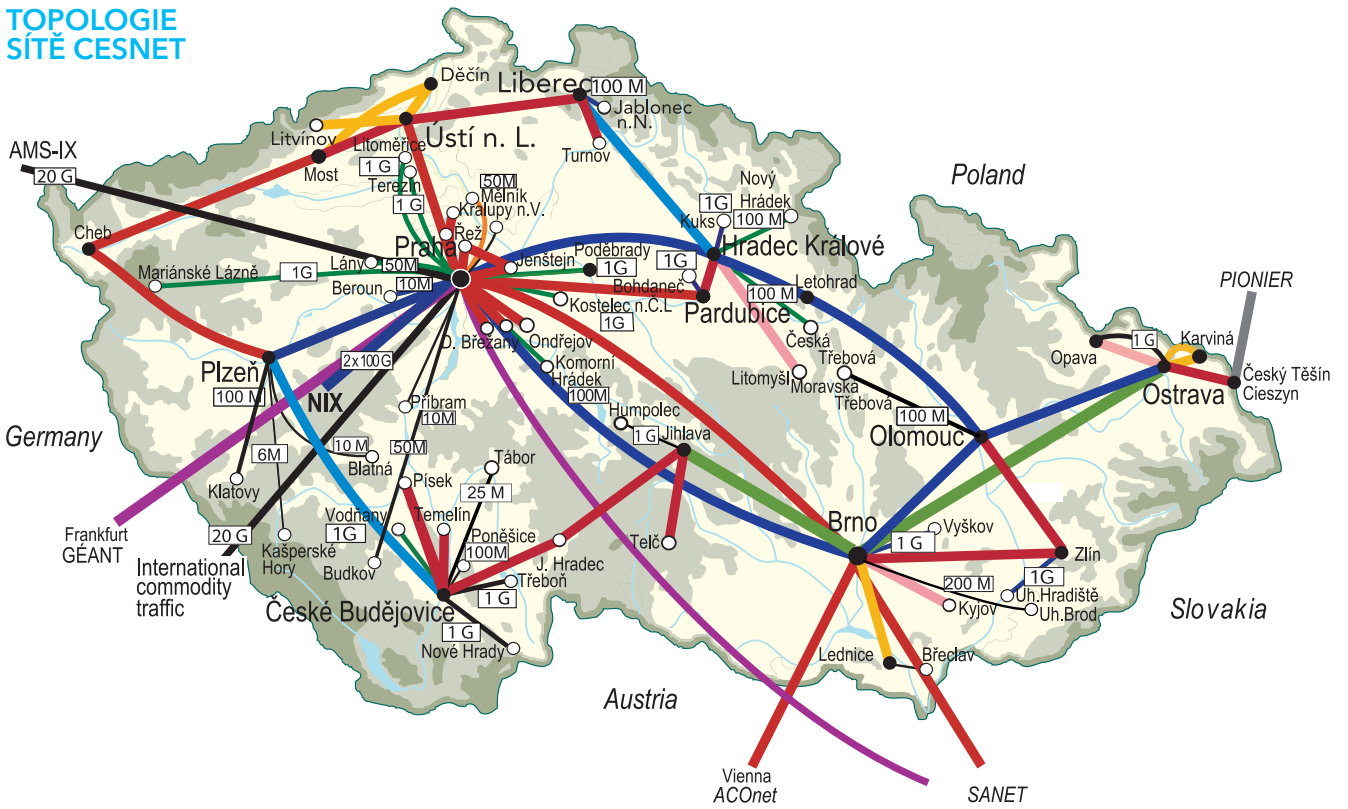 TOPOLOGIE
SÍTĚ CESNET
Děčín
Liberec
100 M
Jablonec
n.N.
Litvínov
Ústí n. L.
Turnov
AMS-IX
20 G
Most
Litoměřice
1 G
Terezín
1 G
50M
Mělník
Kralupy n.V.
Řež
Praha
Poland
Nový
Hrádek
1G
Kuks
100 M
Hradec Králové
Cheb
Mariánské Lázně
1G
Lány
50M
Beroun
10M
Jenštejn
Poděbrady
1G
1G
Bohdaneč
Pardubice
Kostelec n.Č.L
1G
Letohrad
100 M
Česká
Třebová
PIONIER
D. Břežany
Ondřejov
Komorní
Hrádek
100M
Litomyšl
Moravská
Třebová
Opava
1 G
Karviná
Český Těšín
Cieszyn
Ostrava
Plzeň
100 M
2x100G
NIX
Příbram
10M
Humpolec
1 G
Jihlava
100 M
Olomouc
Germany
6M
10 M
50M
Blatná
Klatovy
Písek
Tábor
25 M
Frankfurt
GÉANT
20 G
Kašperské
Hory
Vodňany
1G
Temelín
Poněšice
100M
Budkov
J. Hradec
Telč
Brno
1 G
Vyškov
Zlín
International
commodity
traffic
České Budějovice
Třeboň
1 G
1 G
Nové Hrady
200 M
1G
Uh.Hradiště
Kyjov
Uh.Brod
Slovakia
Lednice
Břeclav
Austria
Vienna
ACOnet
SANET